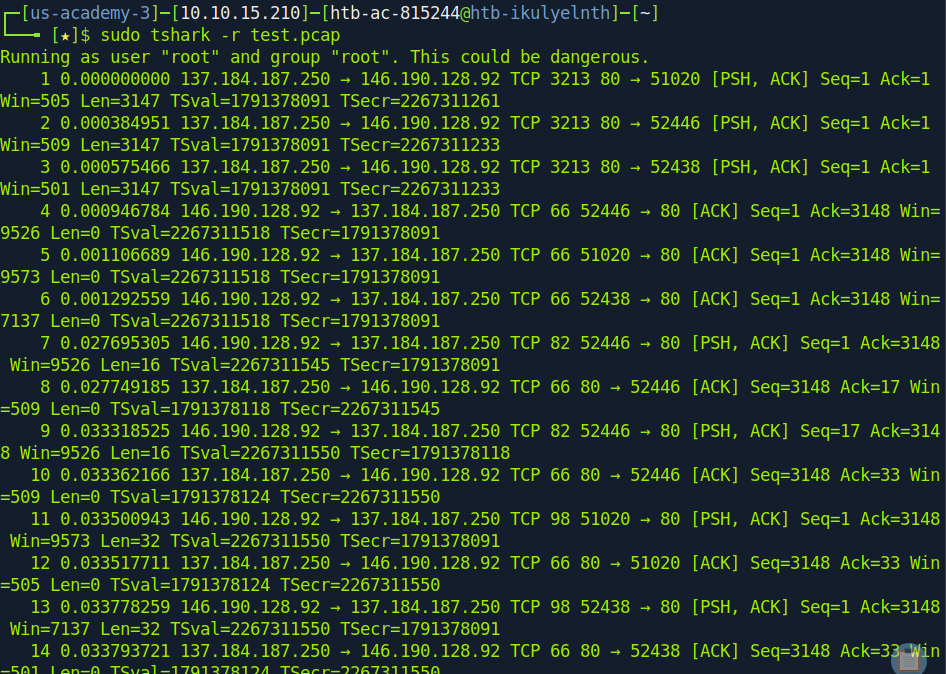 ┌─[us-academy-3]─[10.10.15.210]─[htb-ac-815244@htb-ikulyelnth]─[~]
└──╼ [★]$ sudo tshark -r test.pcap
Running as user "root" and group "root". This could be dangerous.
    1 0.000000000 137.184.187.250 → 146.190.128.92 TCP 3213 80 → 51020 [PSH, ACK] Seq=1 Ack=1
Win=505 Len=3147 TSval=1791378091 TSecr=2267311261
    2 0.000384951 137.184.187.250 → 146.190.128.92 TCP 3213 80 → 52446 [PSH, ACK] Seq=1 Ack=1
Win=509 Len=3147 TSval=1791378091 TSecr=2267311233
    3 0.000575466 137.184.187.250 → 146.190.128.92 TCP 3213 80 → 52438 [PSH, ACK] Seq=1 Ack=1
Win=501 Len=3147 TSval=1791378091 TSecr=2267311233
    4 0.000946784 146.190.128.92 → 137.184.187.250 TCP 66 52446 → 80 [ACK] Seq=1 Ack=3148 Win=
9526 Len=0 TSval=2267311518 TSecr=1791378091
    5 0.001106689 146.190.128.92 → 137.184.187.250 TCP 66 51020 → 80 [ACK] Seq=1 Ack=3148 Win=
9573 Len=0 TSval=2267311518 TSecr=1791378091
    6 0.001292559 146.190.128.92 → 137.184.187.250 TCP 66 52438 → 80 [ACK] Seq=1 Ack=3148 Win=
7137 Len=0 TSval=2267311518 TSecr=1791378091
    7 0.027695305 146.190.128.92 → 137.184.187.250 TCP 82 52446 → 80 [PSH, ACK] Seq=1 Ack=3148
 Win=9526 Len=16 TSval=2267311545 TSecr=1791378091
    8 0.027749185 137.184.187.250 → 146.190.128.92 TCP 66 80 → 52446 [ACK] Seq=3148 Ack=17 Win
=509 Len=0 TSval=1791378118 TSecr=2267311545
    9 0.033318525 146.190.128.92 → 137.184.187.250 TCP 82 52446 → 80 [PSH, ACK] Seq=17 Ack=314
8 Win=9526 Len=16 TSval=2267311550 TSecr=1791378118
   10 0.033362166 137.184.187.250 → 146.190.128.92 TCP 66 80 → 52446 [ACK] Seq=3148 Ack=33 Win
=509 Len=0 TSval=1791378124 TSecr=2267311550
   11 0.033500943 146.190.128.92 → 137.184.187.250 TCP 98 51020 → 80 [PSH, ACK] Seq=1 Ack=3148
 Win=9573 Len=32 TSval=2267311550 TSecr=1791378091
   12 0.033517711 137.184.187.250 → 146.190.128.92 TCP 66 80 → 51020 [ACK] Seq=3148 Ack=33 Win
=505 Len=0 TSval=1791378124 TSecr=2267311550
   13 0.033778259 146.190.128.92 → 137.184.187.250 TCP 98 52438 → 80 [PSH, ACK] Seq=1 Ack=3148
 Win=7137 Len=32 TSval=2267311550 TSecr=1791378091
   14 0.033793721 137.184.187.250 → 146.190.128.92 TCP 66 80 → 52438 [ACK] Seq=3148 Ack=33 Win
=501 Len=0 TSval=1791378124 TSecr=2267311550